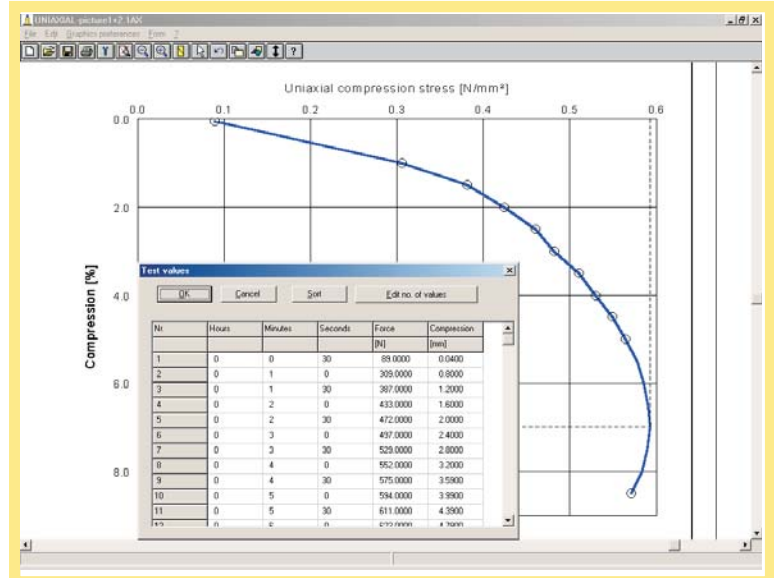 UNIAXIAL-picture1+2.1AX
File Edit Graphics preferences Form ?
Uniaxial compression stress [N/mm²]
0.0 0.1 0.2 0.3 0.4 0.5 0.6
0.0
2.0
4.0
6.0
8.0
Compression [%]
Test values
OK Cancel Sort Edit no. of values
Nr. Hours Minutes Seconds Force Compression
[N] [mm]
1 0 0 30 89.0000 0.0400
2 0 1 0 309.0000 0.8000
3 0 1 30 387.0000 1.2000
4 0 2 0 433.0000 1.6000
5 0 2 30 472.0000 2.0000
6 0 3 0 497.0000 2.4000
7 0 3 30 529.0000 2.8000
8 0 4 0 552.0000 3.2000
9 0 4 30 575.0000 3.5900
10 0 5 0 594.0000 3.9900
11 0 5 30 611.0000 4.3900
12 0 6 0 4.7900